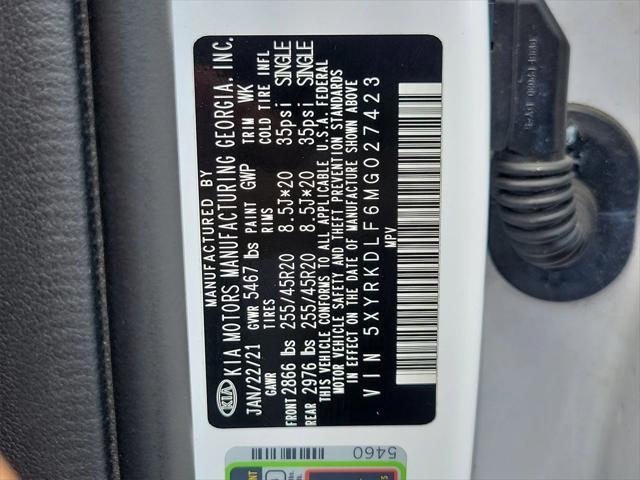 MANUFACTURED BY
KIA KIA MOTORS MANUFACTURING GEORGIA, INC.
JAN/22/21 GVWR 5467 lbs PAINT GWP TRIM WK
GAWR TIRES RIMS COLD TIRE INFL
FRONT 2866 lbs 255/45R20 8.5J*20 35psi SINGLE
REAR 2976 lbs 255/45R20 8.5J*20 35psi SINGLE
THIS VEHICLE CONFORMS TO ALL APPLICABLE U.S.A. FEDERAL
MOTOR VEHICLE SAFETY AND THEFT PREVENTION STANDARDS
IN EFFECT ON THE DATE OF MANUFACTURE SHOWN ABOVE
VIN 5XYRKDLF6MG027423
MPV
5460